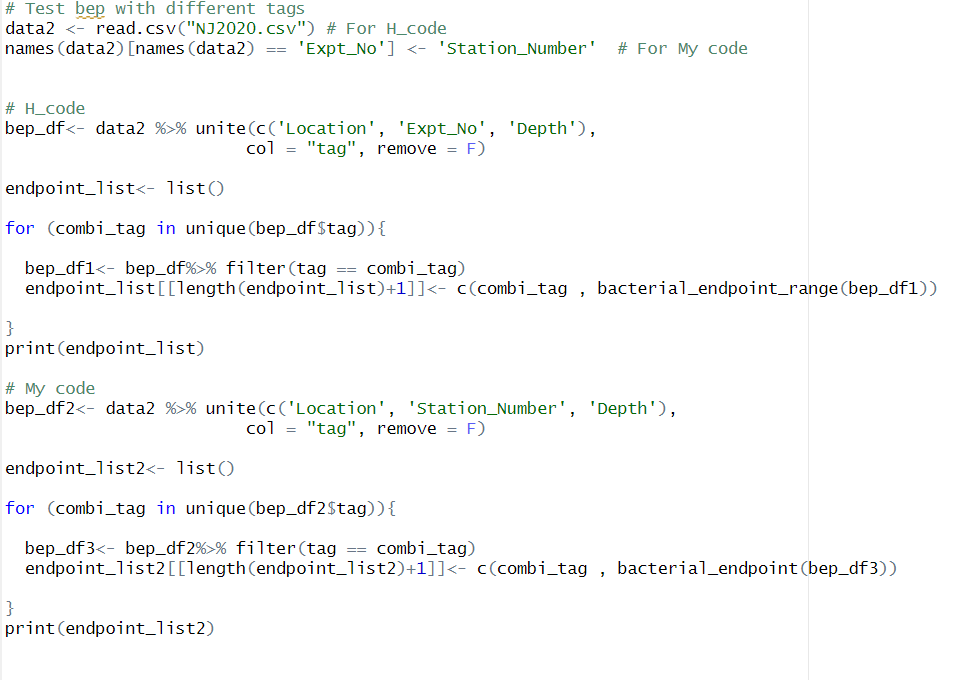 # Test bep with different tags
data2 <- read.csv("NJ2020.csv") # For H_code
names(data2)[names(data2) == 'Expt_No'] <- 'Station_Number'  # For My code
# H_code
bep_df<- data2 %>% unite(c('Location', 'Expt_No', 'Depth'),
                        col = "tag", remove = F)
endpoint_list<- list()
for (combi_tag in unique(bep_df$tag)){
  bep_df1<- bep_df%>% filter(tag == combi_tag)
  endpoint_list[[length(endpoint_list)+1]]<- c(combi_tag , bacterial_endpoint_range(bep_df1))
}
print(endpoint_list)
# My code
bep_df2<- data2 %>% unite(c('Location', 'Station_Number', 'Depth'),
                        col = "tag", remove = F)
endpoint_list2<- list()
for (combi_tag in unique(bep_df2$tag)){
  bep_df3<- bep_df2%>% filter(tag == combi_tag)
  endpoint_list2[[length(endpoint_list2)+1]]<- c(combi_tag , bacterial_endpoint(bep_df3))
}
print(endpoint_list2)